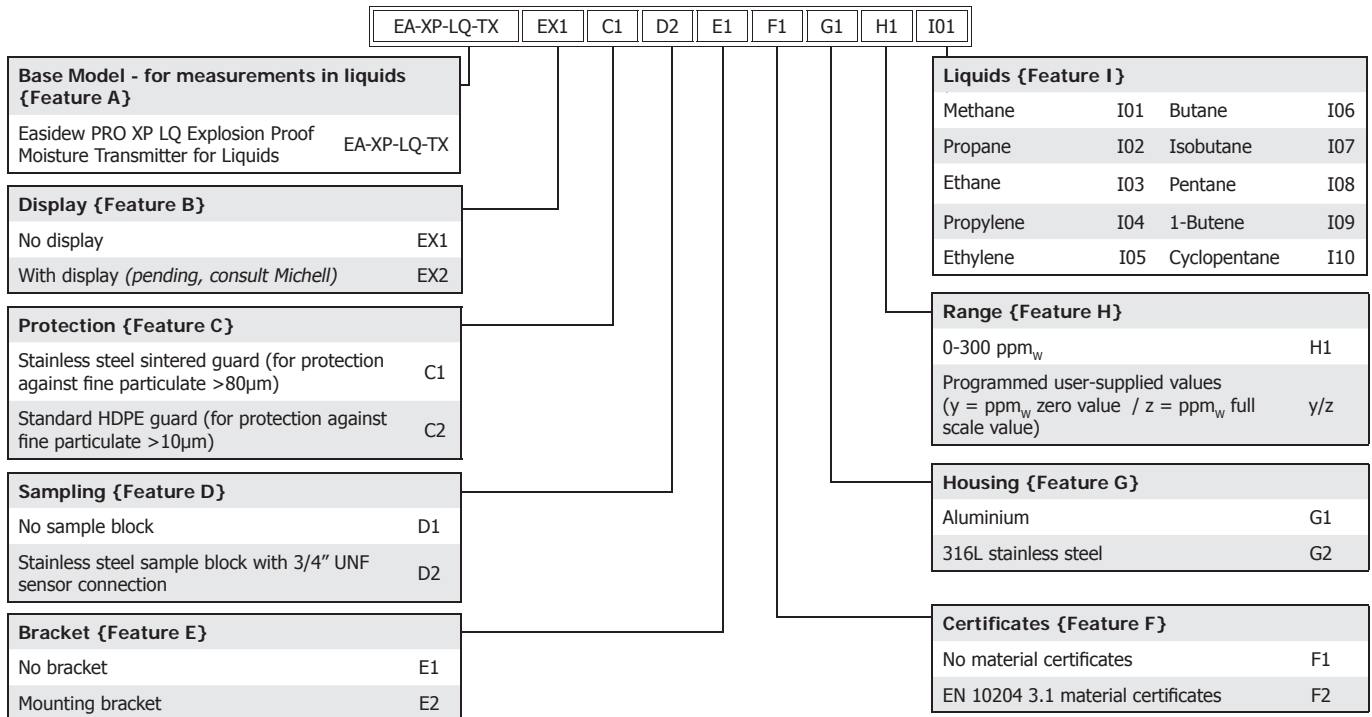 EA-XP-LQ-TX EX1 C1 D2 E1 F1 G1 H1 I01
Base Model - for measurements in liquids
{Feature A}
Easidew PRO XP LQ Explosion Proof
Moisture Transmitter for Liquids EA-XP-LQ-TX
Display {Feature B}
No display EX1
With display (pending, consult Michell) EX2
Protection {Feature C}
Stainless steel sintered guard (for protection
against fine particulate >80µm) C1
Standard HDPE guard (for protection against
fine particulate >10µm) C2
Sampling {Feature D}
No sample block D1
Stainless steel sample block with 3/4” UNF
sensor connection D2
Bracket {Feature E}
No bracket E1
Mounting bracket E2
Liquids {Feature I}
Methane I01 Butane I06
Propane I02 Isobutane I07
Ethane I03 Pentane I08
Propylene I04 1-Butene I09
Ethylene I05 Cyclopentane I10
Range {Feature H}
0-300 ppmw H1
Programmed user-supplied values
(y = ppmw zero value / z = ppmw full
scale value) y/z
Housing {Feature G}
Aluminium G1
316L stainless steel G2
Certificates {Feature F}
No material certificates F1
EN 10204 3.1 material certificates F2